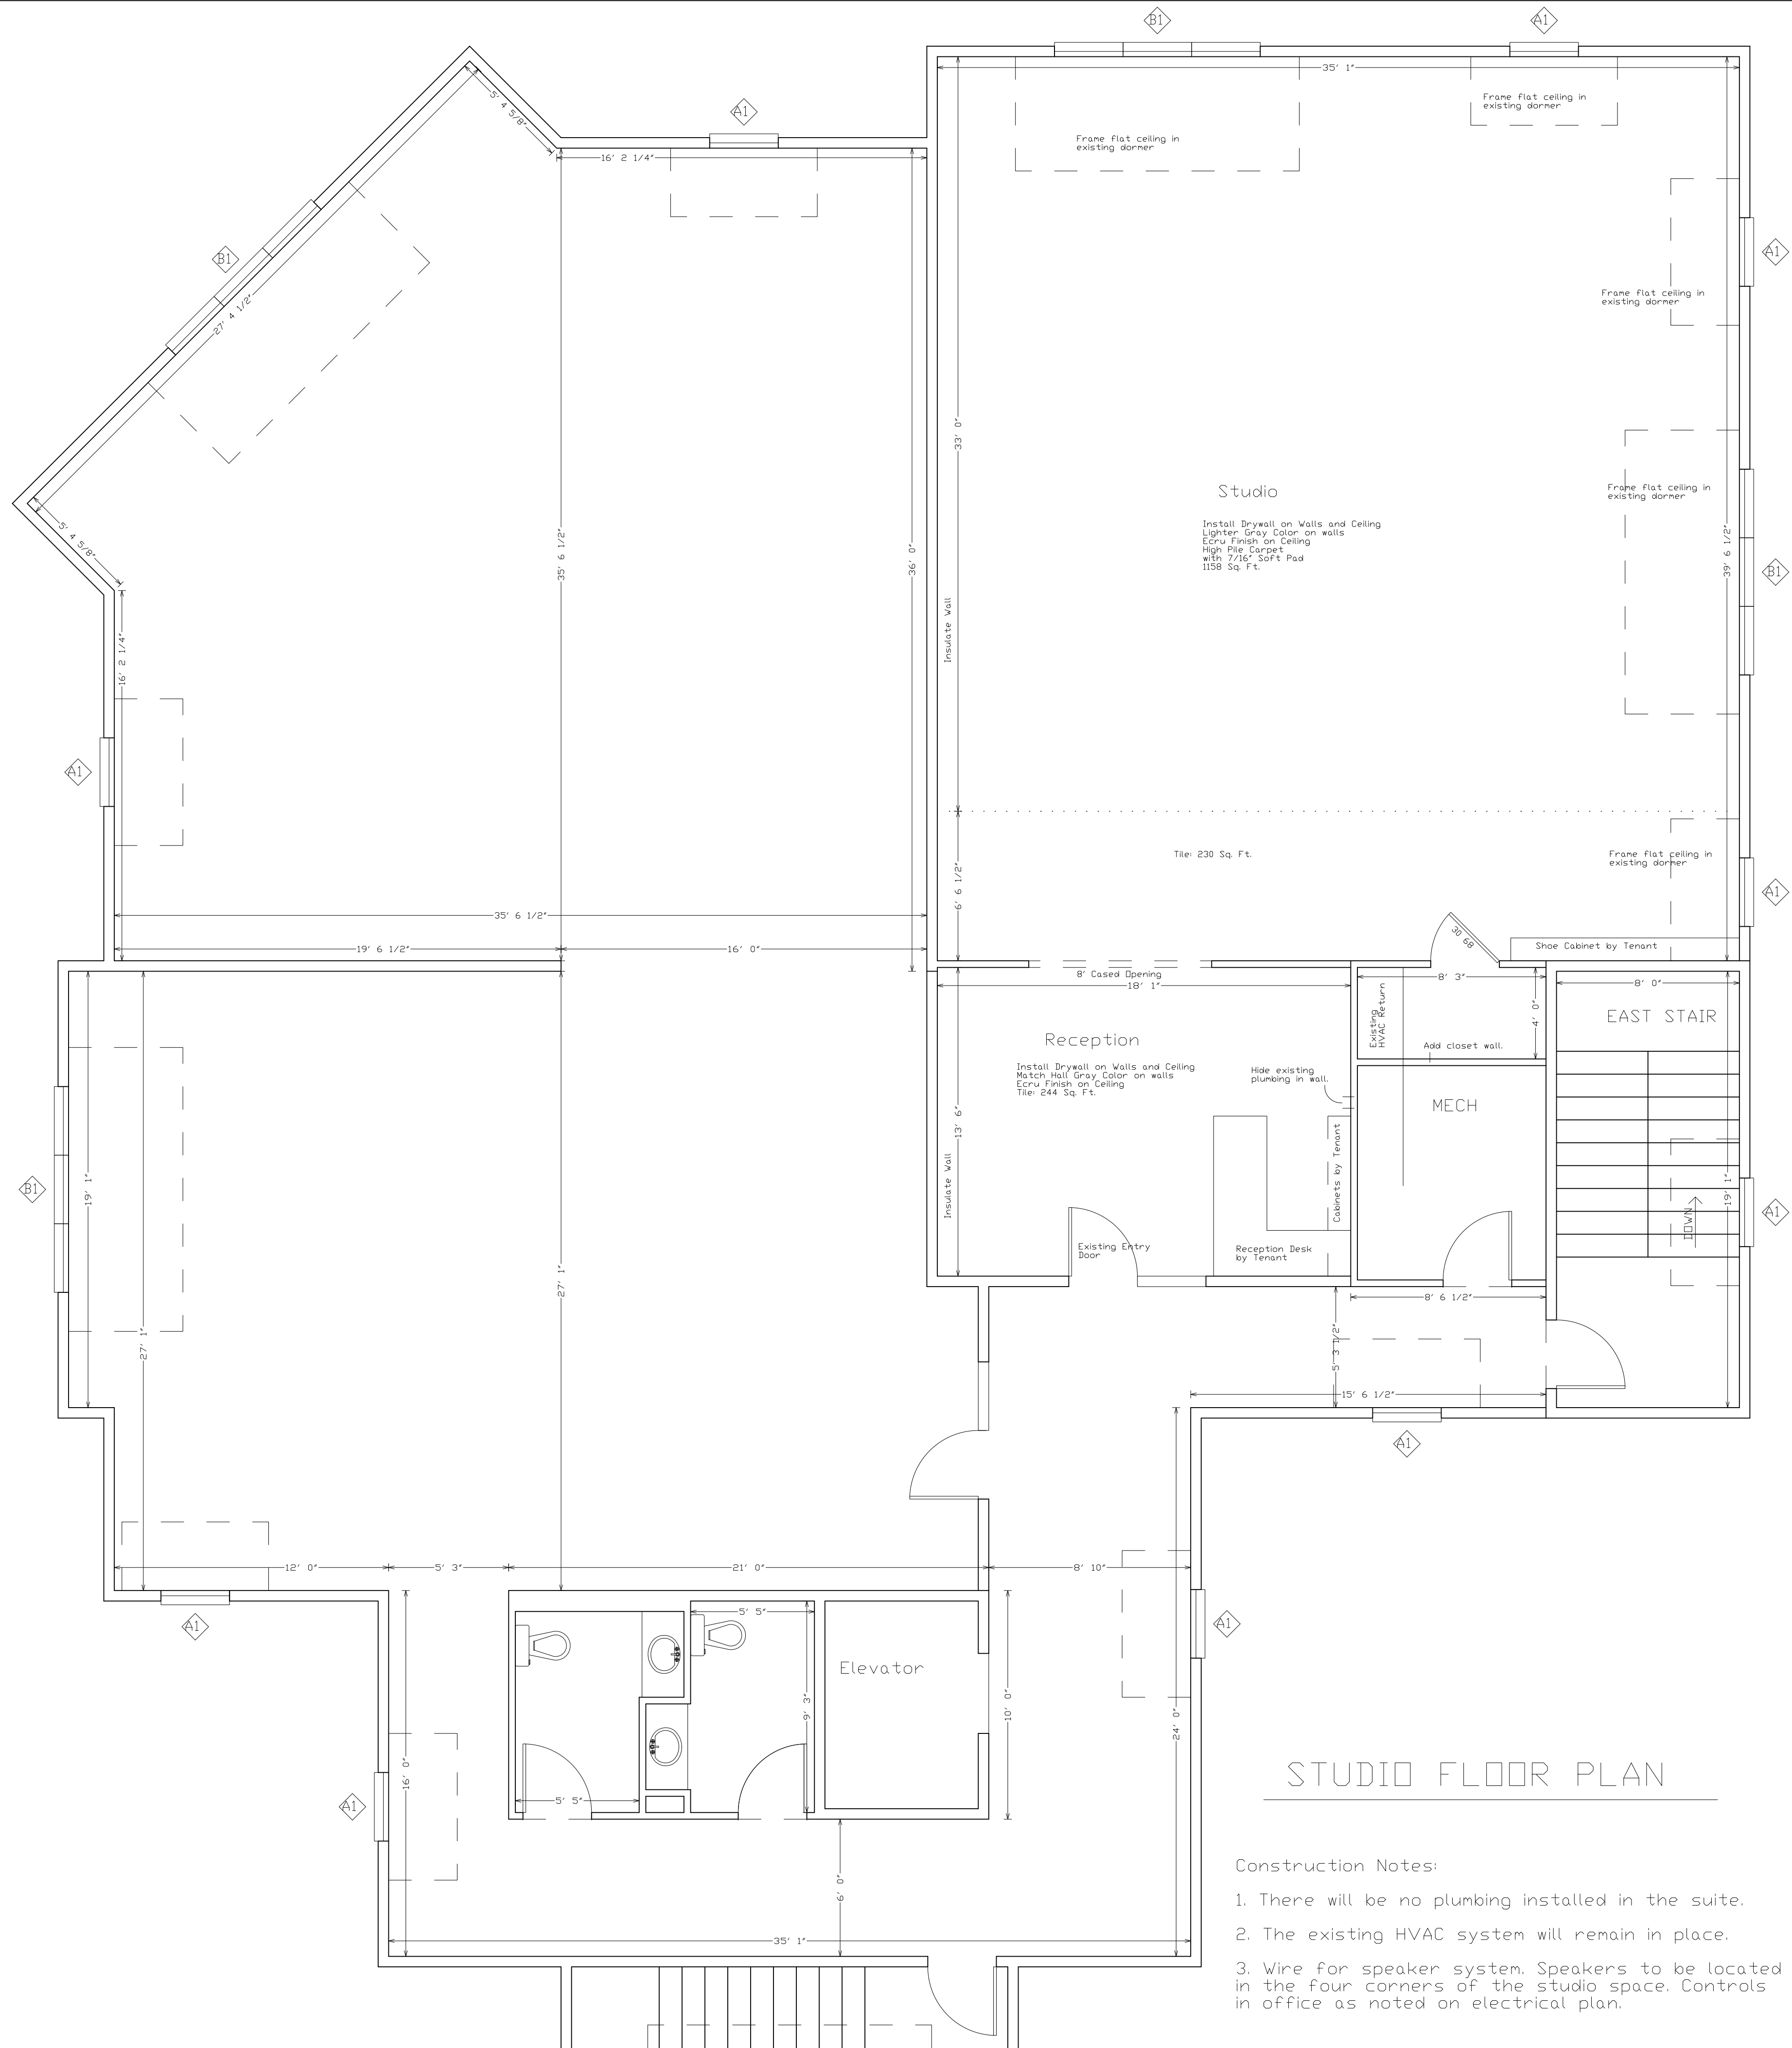 B1
A1
35' 1"
5' 4 5/8"
A1
Frame flat ceiling in
existing dormer
Frame flat ceiling in
existing dormer
16' 2 1/4"
B1
27' 4 1/2"
A1
Frame flat ceiling in
existing dormer
33' 0"
Studio
Frame flat ceiling in
existing dormer
Install Drywall on Walls and Ceiling
Lighter Gray Color on walls
Ecru Finish on Ceiling
High Pile Carpet
with 7/16" Soft Pad
1158 Sq. Ft.
5' 4 5/8"
35' 6 1/2"
36' 0"
39' 6 1/2"
B1
Insulate Wall
16' 2 1/4"
A1
Tile: 230 Sq. Ft.
Frame flat ceiling in
existing dormer
6' 6 1/2"
A1
35' 6 1/2"
19' 6 1/2"
16' 0"
30 68
Shoe Cabinet by Tenant
8' Cased Opening
18' 1"
8' 3"
8' 0"
Existing
HVAC Return
4' 0"
EAST STAIR
Reception
Add closet wall.
Install Drywall on Walls and Ceiling
Match Hall Gray Color on walls
Ecru Finish on Ceiling
Tile: 244 Sq. Ft.
Hide existing
plumbing in wall.
MECH
13' 6"
Cabinets by Tenant
Insulate Wall
B1
19' 1"
19' 1"
DOWN
A1
Existing Entry
Door
Reception Desk
by Tenant
27' 1"
27' 1"
8' 6 1/2"
5' 3 1/2"
15' 6 1/2"
A1
12' 0"
5' 3"
21' 0"
8' 10"
A1
5' 5"
A1
Elevator
9' 3"
10' 0"
24' 0"
16' 0"
A1
5' 5"
6' 0"
35' 1"
STUDIO FLOOR PLAN
Construction Notes:
1. There will be no plumbing installed in the suite.
2. The existing HVAC system will remain in place.
3. Wire for speaker system. Speakers to be located
in the four corners of the studio space. Controls
in office as noted on electrical plan.